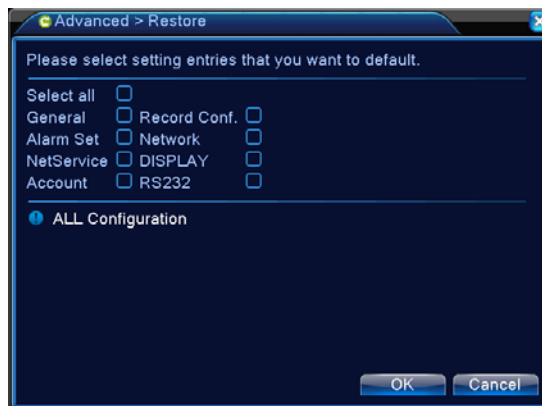 Advanced > Restore
Please select setting entries that you want to default.
Select all
General Record Conf.
Alarm Set Network
NetService DISPLAY
Account RS232
ALL Configuration
OK Cancel